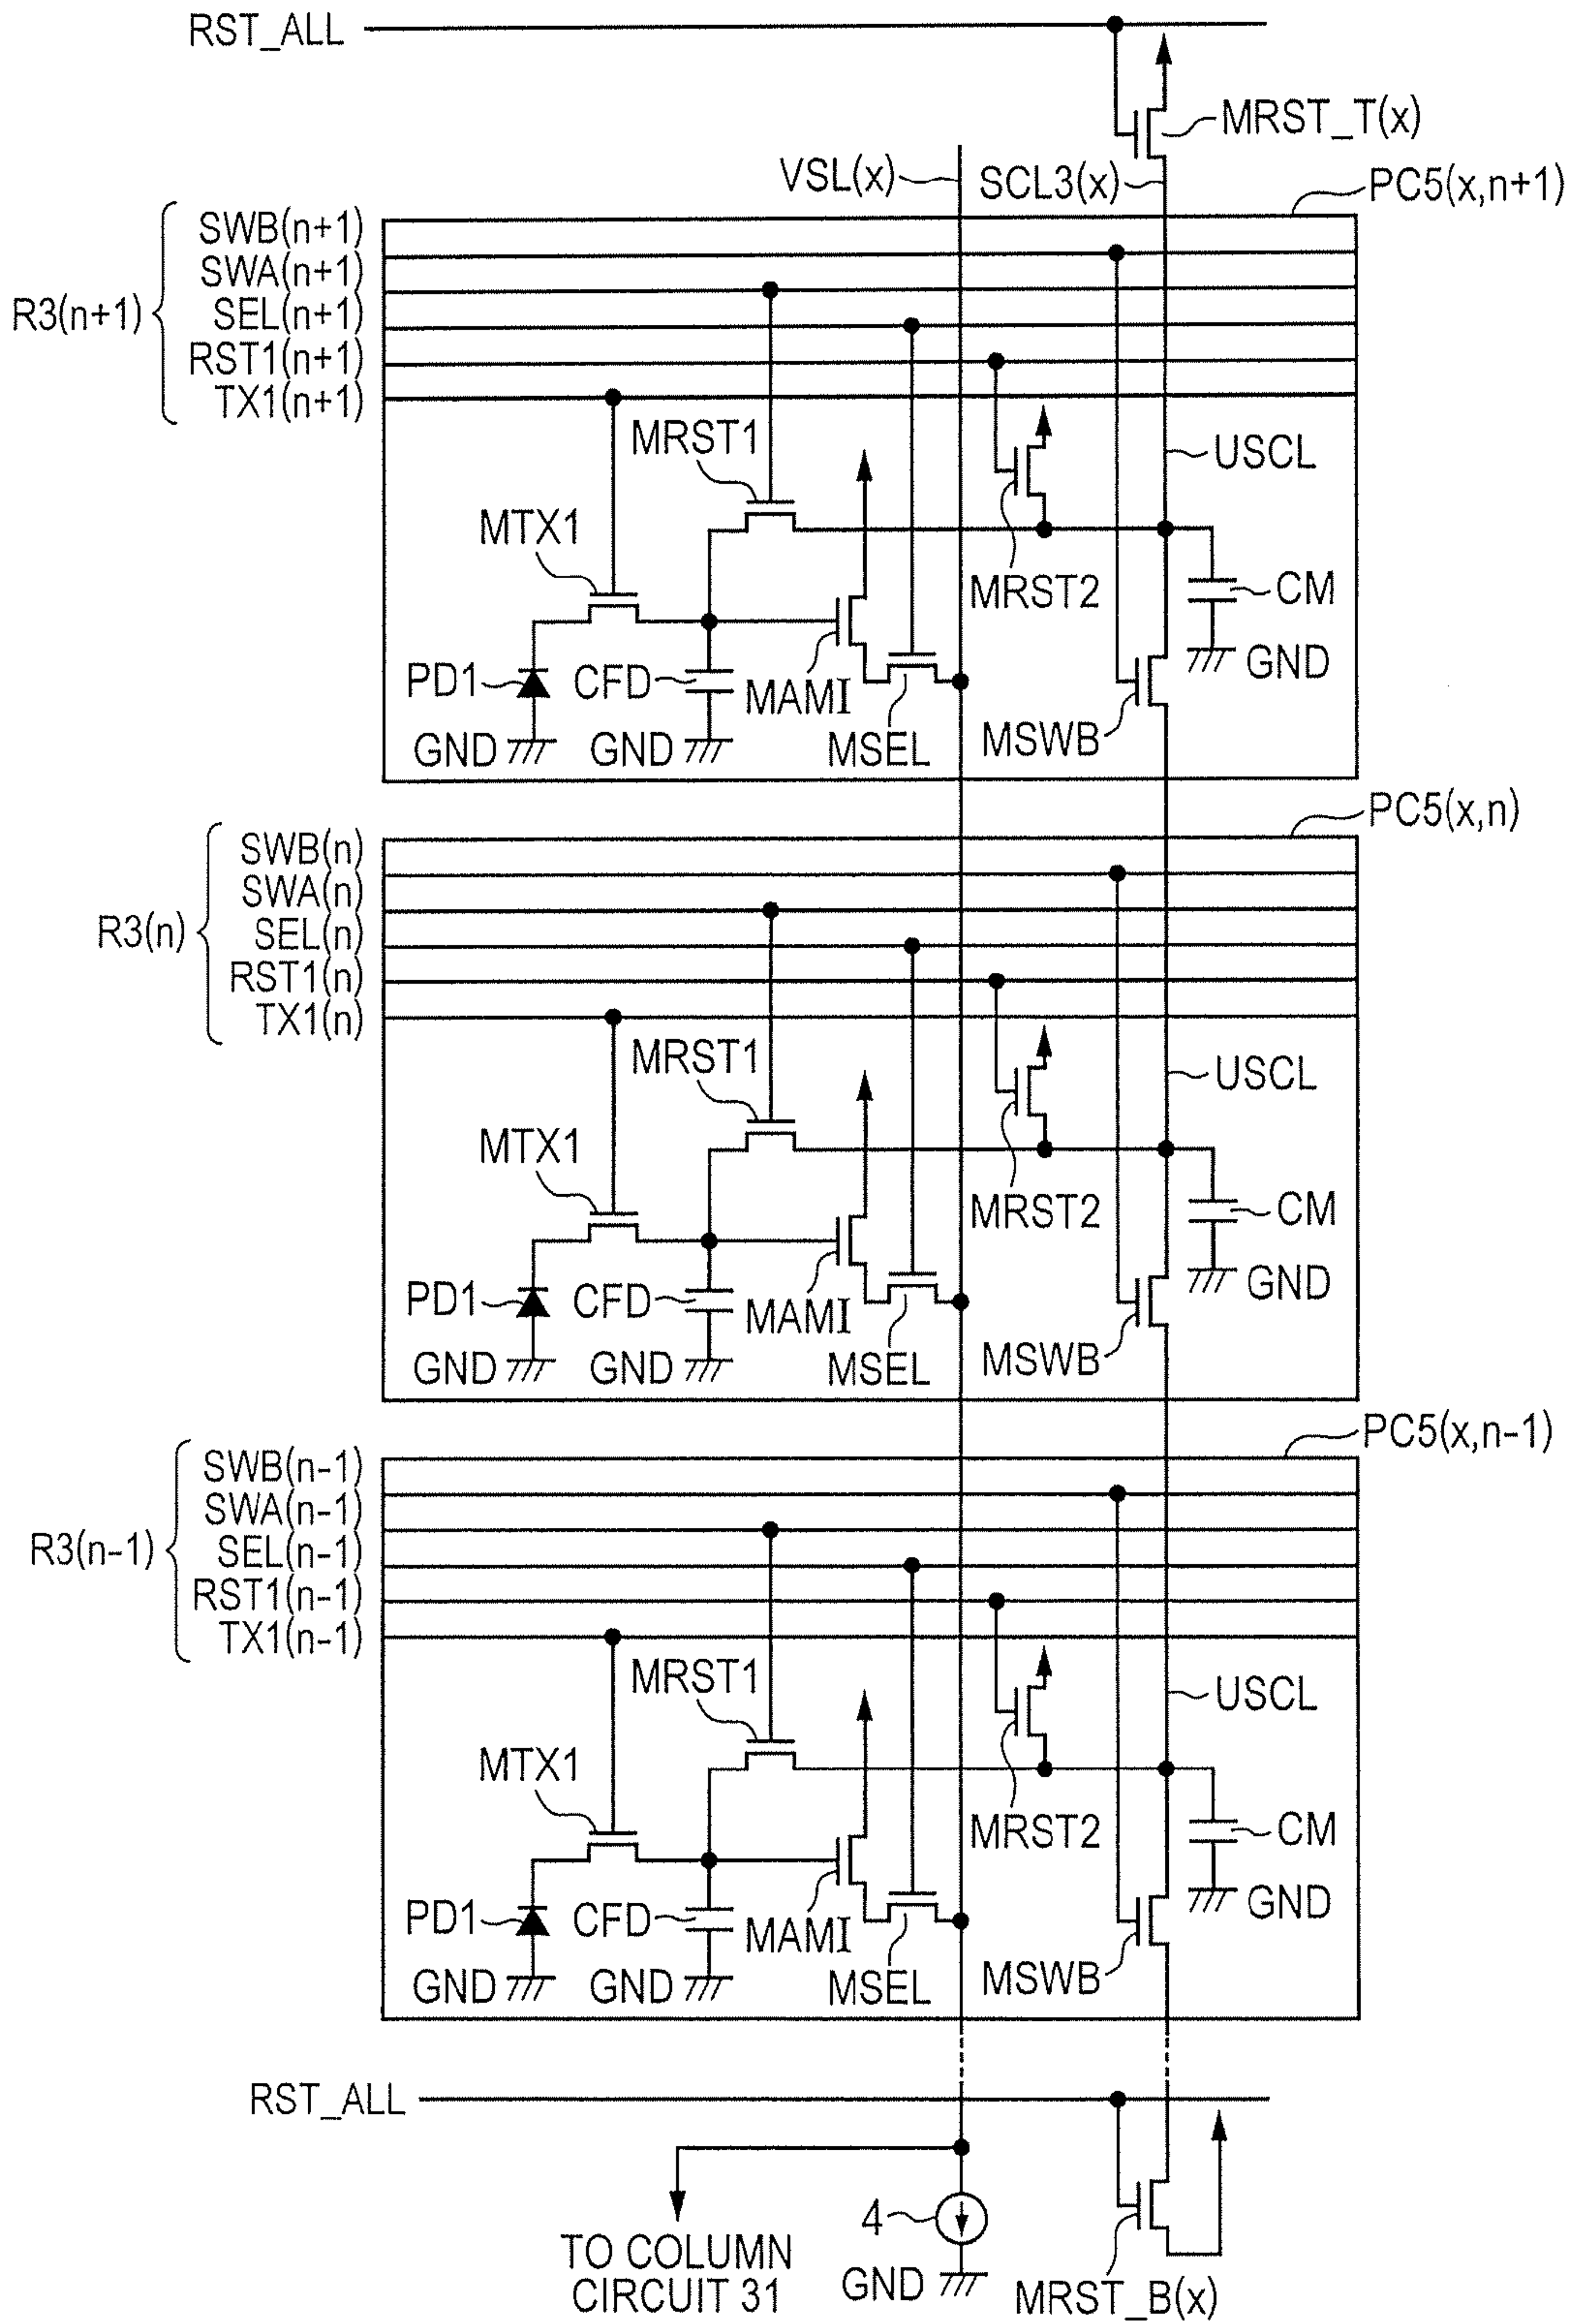 RST_ALL
MRST_T(x)
VSL(x)
SCL3(x)
PC5(x,n+1)
SWB(n+1)
SWA(n+1)
R3(n+1)
SEL(n+1)
RST1(n+1)
TX1(n+1)
MRST1
USCL
MTX1
MRST2
CM
PD1
CFD
MAMI
GND
MSWB
GND
GND
MSEL
PC5(x,n)
SWB(n)
SWA(n)
R3(n)
SEL(n)
RST1(n)
TX1(n)
MRST1
USCL
MTX1
MRST2
CM
PD1
CFD
MAMI
GND
MSWB
GND
GND
MSEL
PC5(x,n-1)
SWB(n-1)
SWA(n-1)
R3(n-1)
SEL(n-1)
RST1(n-1)
TX1(n-1)
MRST1
USCL
MTX1
MRST2
CM
PD1
CFD
MAMI
GND
MSWB
GND
GND
MSEL
RST_ALL
4
TO COLUMN
CIRCUIT 31
GND
MRST_B(x)